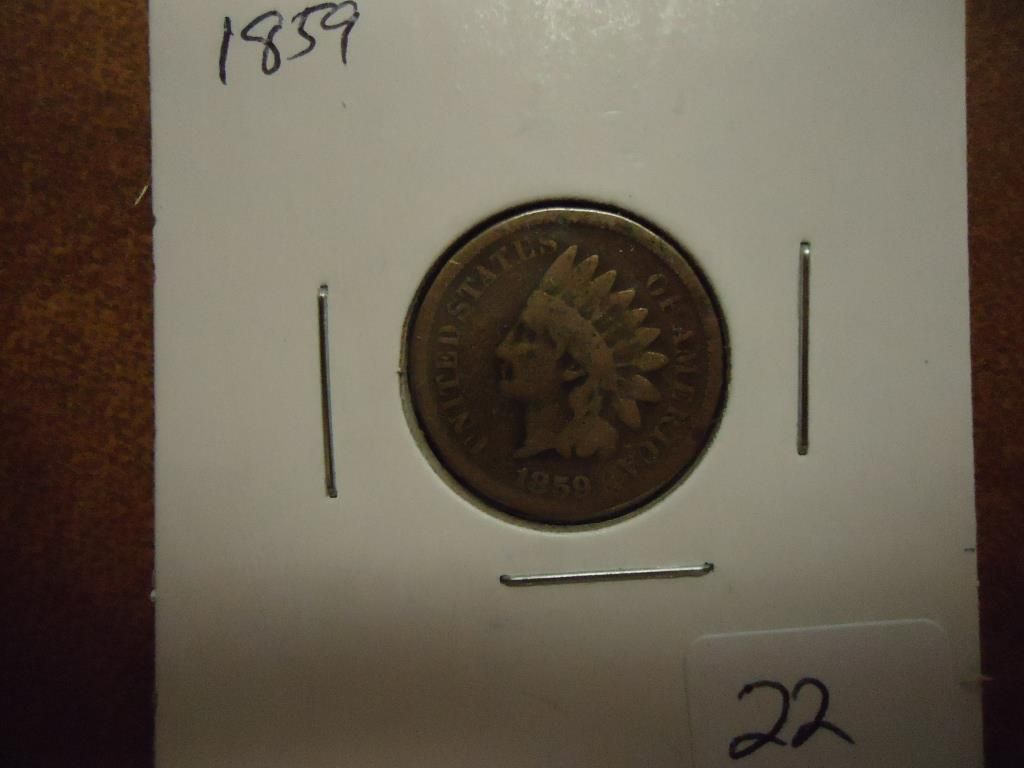 1859
UNITED STATES OF AMERICA
1859
22